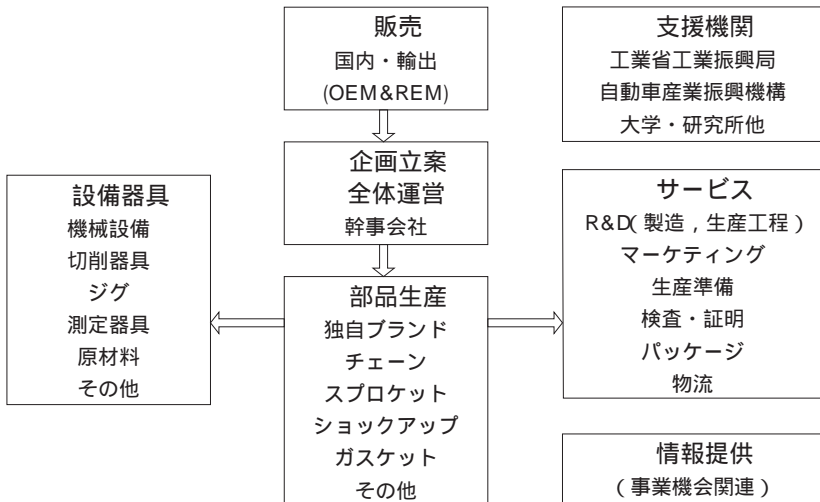 販売
国内・輸出
(OEM&REM)
支援機関
工業省工業振興局
自動車産業振興機構
大学・研究所他
企画立案
全体運営
幹事会社
設備器具
機械設備
切削器具
ジグ
測定器具
原材料
その他
部品生産
独自ブランド
チェーン
スプロケット
ショックアップ
ガスケット
その他
サービス
R&D(製造，生産工程)
マーケティング
生産準備
検査・証明
パッケージ
物流
情報提供
(事業機会関連)